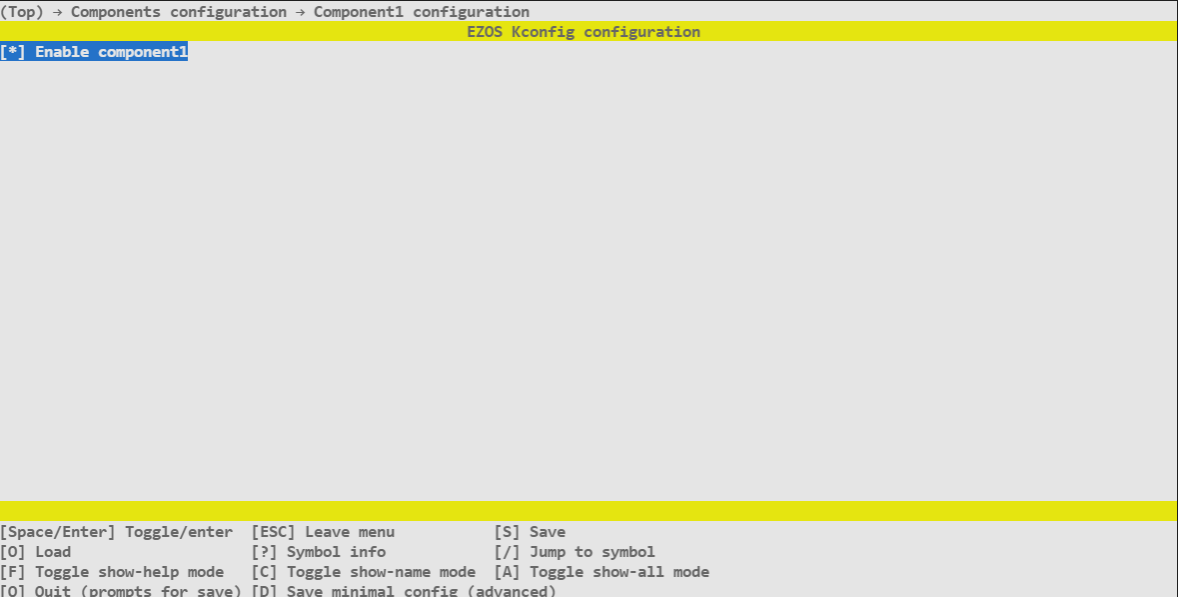 (Top) → Components configuration → Component1 configuration
EZOS Kconfig configuration
[*] Enable component1
[Space/Enter] Toggle/enter [ESC] Leave menu [S] Save
[O] Load [?] Symbol info [/] Jump to symbol
[F] Toggle show-help mode [C] Toggle show-name mode [A] Toggle show-all mode
[Q] Quit (prompts for save) [D] Save minimal config (advanced)